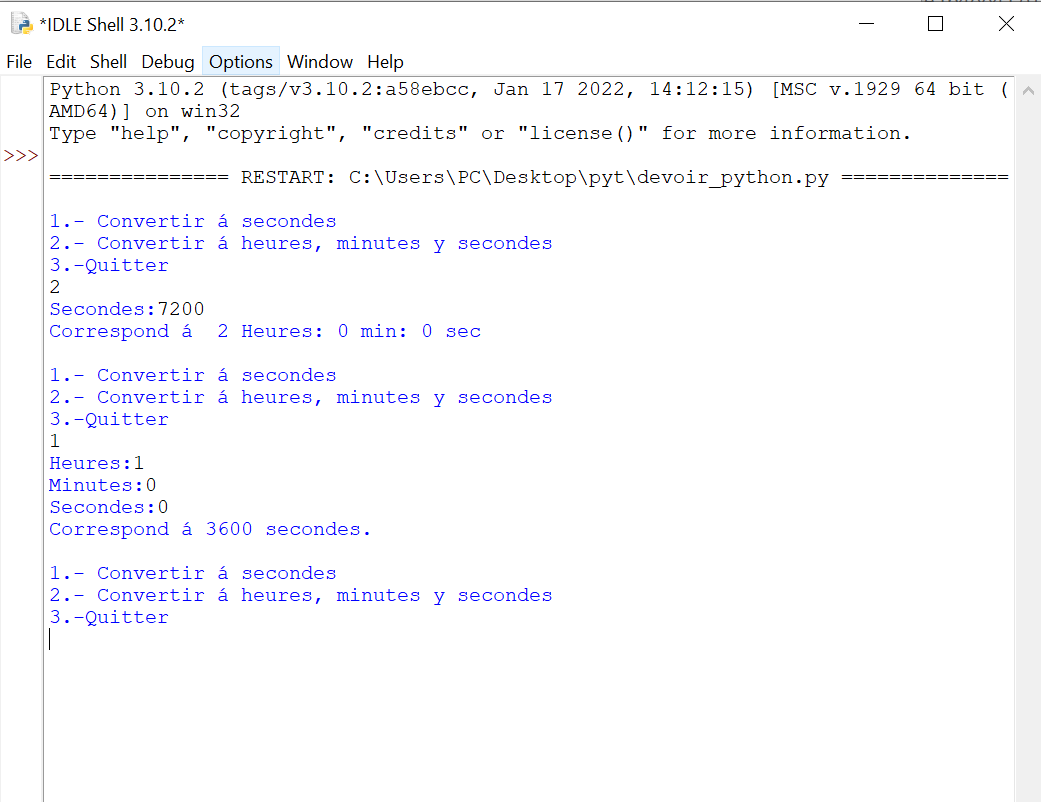 *IDLE Shell 3.10.2*
File Edit Shell Debug Options Window Help
Python 3.10.2 (tags/v3.10.2:a58ebcc, Jan 17 2022, 14:12:15) [MSC v.1929 64 bit (
AMD64)] on win32
Type "help", "copyright", "credits" or "license()" for more information.
>>>
=============== RESTART: C:\Users\PC\Desktop\pyt\devoir_python.py ==============
1.- Convertir á secondes
2.- Convertir á heures, minutes y secondes
3.-Quitter
2
Secondes:7200
Correspond á  2 Heures: 0 min: 0 sec
1.- Convertir á secondes
2.- Convertir á heures, minutes y secondes
3.-Quitter
1
Heures:1
Minutes:0
Secondes:0
Correspond á 3600 secondes.
1.- Convertir á secondes
2.- Convertir á heures, minutes y secondes
3.-Quitter